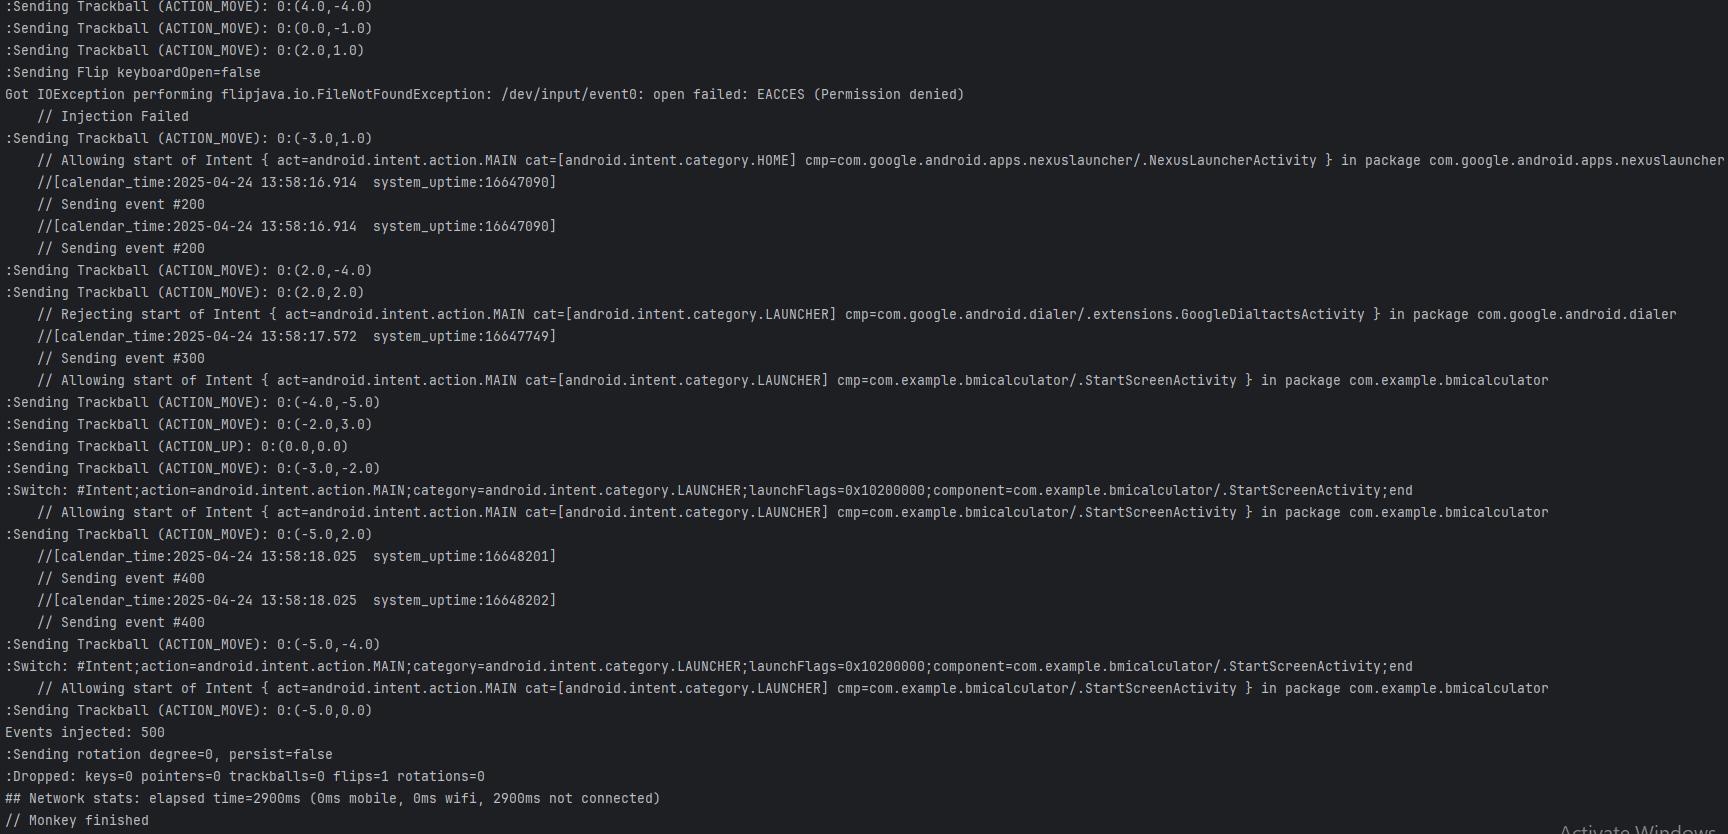 :Sending Trackball (ACTION_MOVE): 0:(4.0,-4.0)
:Sending Trackball (ACTION_MOVE): 0:(0.0,-1.0)
:Sending Trackball (ACTION_MOVE): 0:(2.0,1.0)
:Sending Flip keyboardOpen=false
Got IOException performing flipjava.io.FileNotFoundException: /dev/input/event0: open failed: EACCES (Permission denied)
    // Injection Failed
:Sending Trackball (ACTION_MOVE): 0:(-3.0,1.0)
    // Allowing start of Intent { act=android.intent.action.MAIN cat=[android.intent.category.HOME] cmp=com.google.android.apps.nexuslauncher/.NexusLauncherActivity } in package com.google.android.apps.nexuslauncher
    //[calendar_time:2025-04-24 13:58:16.914  system_uptime:16647090]
    // Sending event #200
    //[calendar_time:2025-04-24 13:58:16.914  system_uptime:16647090]
    // Sending event #200
:Sending Trackball (ACTION_MOVE): 0:(2.0,-4.0)
:Sending Trackball (ACTION_MOVE): 0:(2.0,2.0)
    // Rejecting start of Intent { act=android.intent.action.MAIN cat=[android.intent.category.LAUNCHER] cmp=com.google.android.dialer/.extensions.GoogleDialtactsActivity } in package com.google.android.dialer
    //[calendar_time:2025-04-24 13:58:17.572  system_uptime:16647749]
    // Sending event #300
    // Allowing start of Intent { act=android.intent.action.MAIN cat=[android.intent.category.LAUNCHER] cmp=com.example.bmicalculator/.StartScreenActivity } in package com.example.bmicalculator
:Sending Trackball (ACTION_MOVE): 0:(-4.0,-5.0)
:Sending Trackball (ACTION_MOVE): 0:(-2.0,3.0)
:Sending Trackball (ACTION_UP): 0:(0.0,0.0)
:Sending Trackball (ACTION_MOVE): 0:(-3.0,-2.0)
:Switch: #Intent;action=android.intent.action.MAIN;category=android.intent.category.LAUNCHER;launchFlags=0x10200000;component=com.example.bmicalculator/.StartScreenActivity;end
    // Allowing start of Intent { act=android.intent.action.MAIN cat=[android.intent.category.LAUNCHER] cmp=com.example.bmicalculator/.StartScreenActivity } in package com.example.bmicalculator
:Sending Trackball (ACTION_MOVE): 0:(-5.0,2.0)
    //[calendar_time:2025-04-24 13:58:18.025  system_uptime:16648201]
    // Sending event #400
    //[calendar_time:2025-04-24 13:58:18.025  system_uptime:16648202]
    // Sending event #400
:Sending Trackball (ACTION_MOVE): 0:(-5.0,-4.0)
:Switch: #Intent;action=android.intent.action.MAIN;category=android.intent.category.LAUNCHER;launchFlags=0x10200000;component=com.example.bmicalculator/.StartScreenActivity;end
    // Allowing start of Intent { act=android.intent.action.MAIN cat=[android.intent.category.LAUNCHER] cmp=com.example.bmicalculator/.StartScreenActivity } in package com.example.bmicalculator
:Sending Trackball (ACTION_MOVE): 0:(-5.0,0.0)
Events injected: 500
:Sending rotation degree=0, persist=false
:Dropped: keys=0 pointers=0 trackballs=0 flips=1 rotations=0
## Network stats: elapsed time=2900ms (0ms mobile, 0ms wifi, 2900ms not connected)
// Monkey finished
Activate Windows